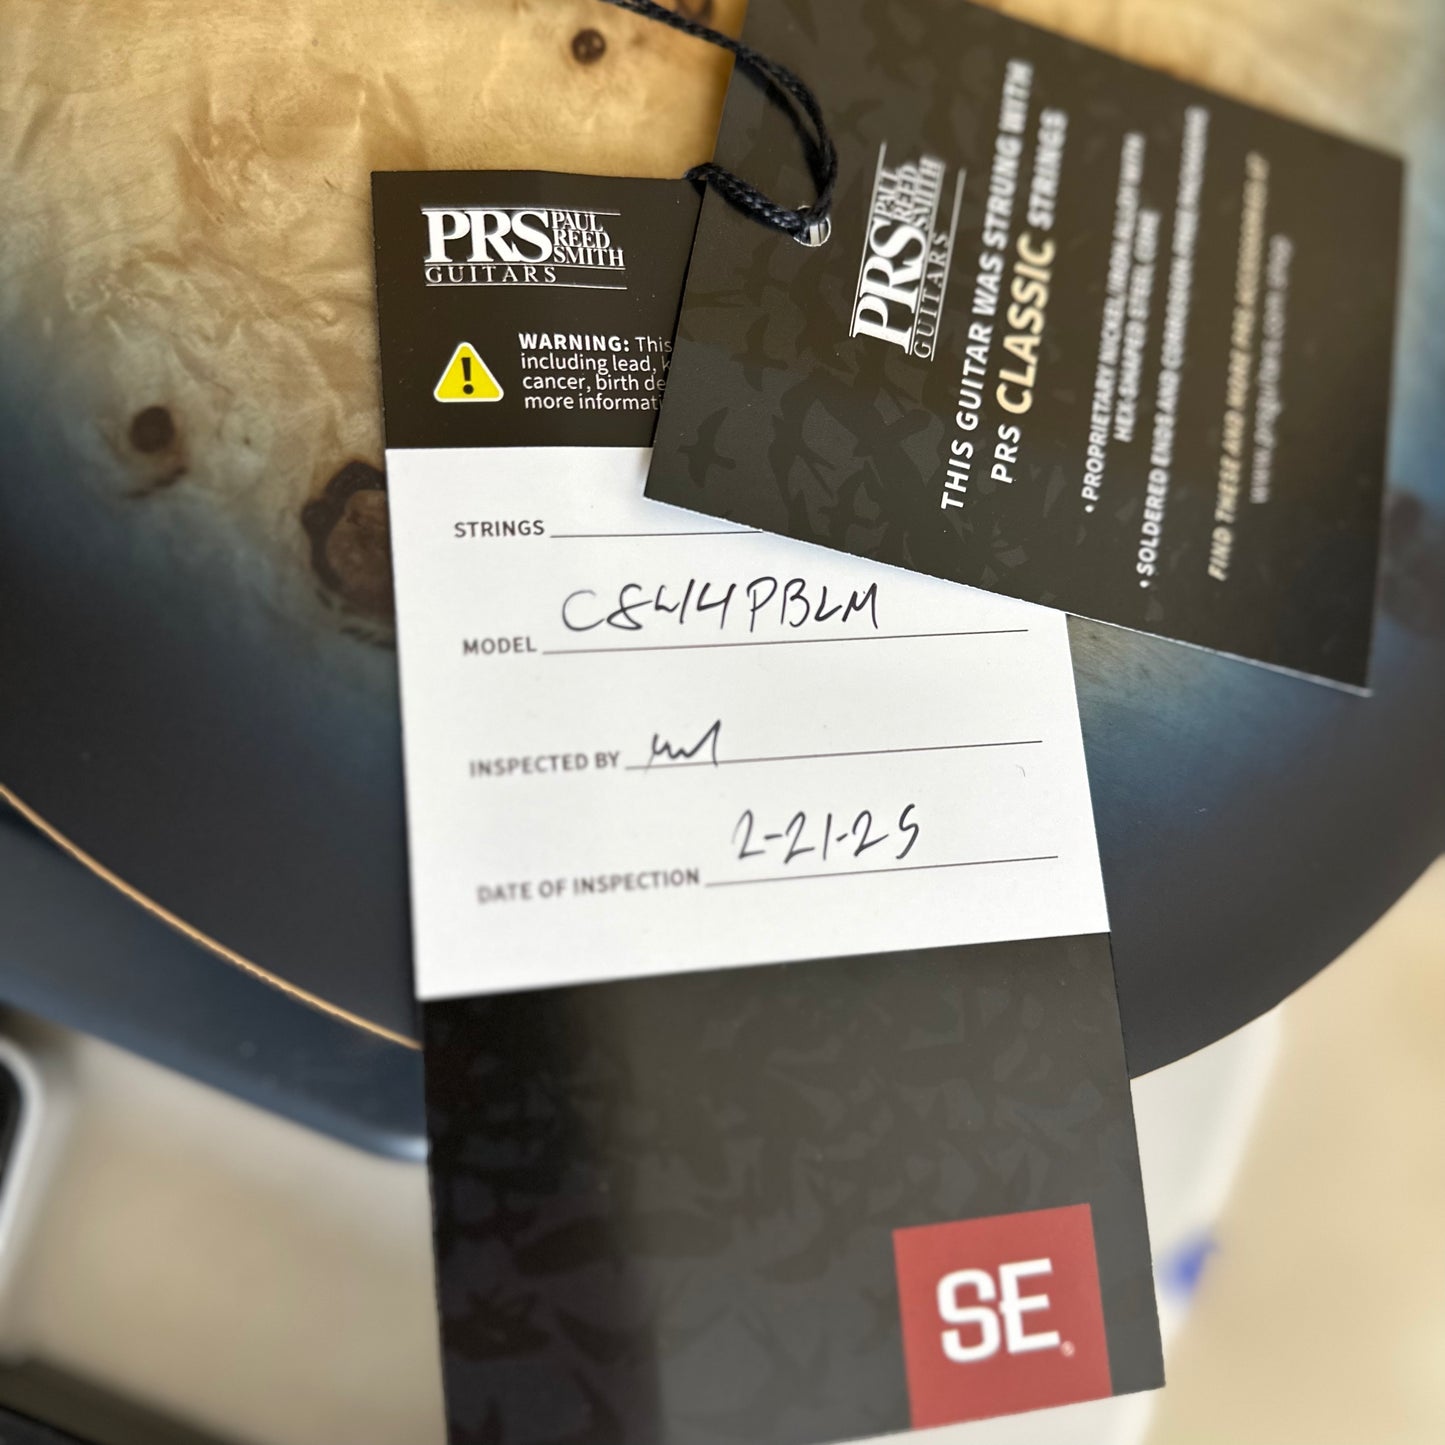 PRS PAUL REED SMITH
GUITARS
WARNING: This
including lead,
cancer, birth de
more informati
STRINGS
MODEL C844PBLM
INSPECTED BY
DATE OF INSPECTION 2-21-25
SE
PRS PAUL REED SMITH
GUITARS
THIS GUITAR WAS STRUNG WITH
PRS CLASSIC STRINGS
• PROPRIETARY NICKEL/IRON ALLOY WITH
HEX-SHAPED STEEL CORE
• SOLDERED ENDS AND CORROSION-FREE PACKAGING
FIND THESE AND MORE PRS ACCESSORIES AT
www.prsguitars.com/shop